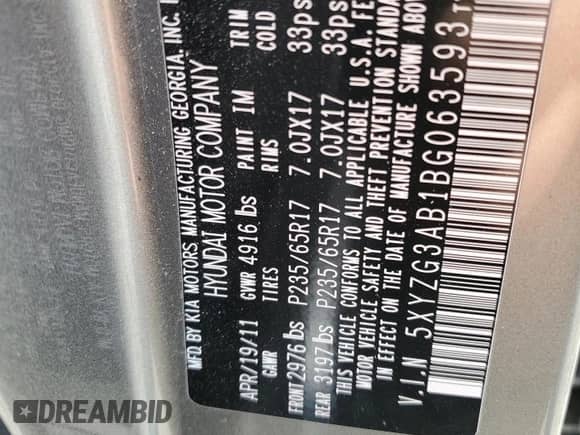 MFD BY KIA MOTORS MANUFACTURING GEORGIA, INC.
HYUNDAI MOTOR COMPANY
APR/19/11 GVWR 4916 lbs PAINT IM TRIM
GAWR TIRES RIMS COLD
FRONT 2976 lbs P235/65R17 7.0JX17 33ps
REAR 3197 lbs P235/65R17 7.0JX17 33ps
THIS VEHICLE CONFORMS TO ALL APPLICABLE U.S.A. FE
MOTOR VEHICLE SAFETY AND THEFT PREVENTION STANDA
IN EFFECT ON THE DATE OF MANUFACTURE SHOWN ABOV
V.I.N 5XYZG3AB1BG063593
DREAMBID